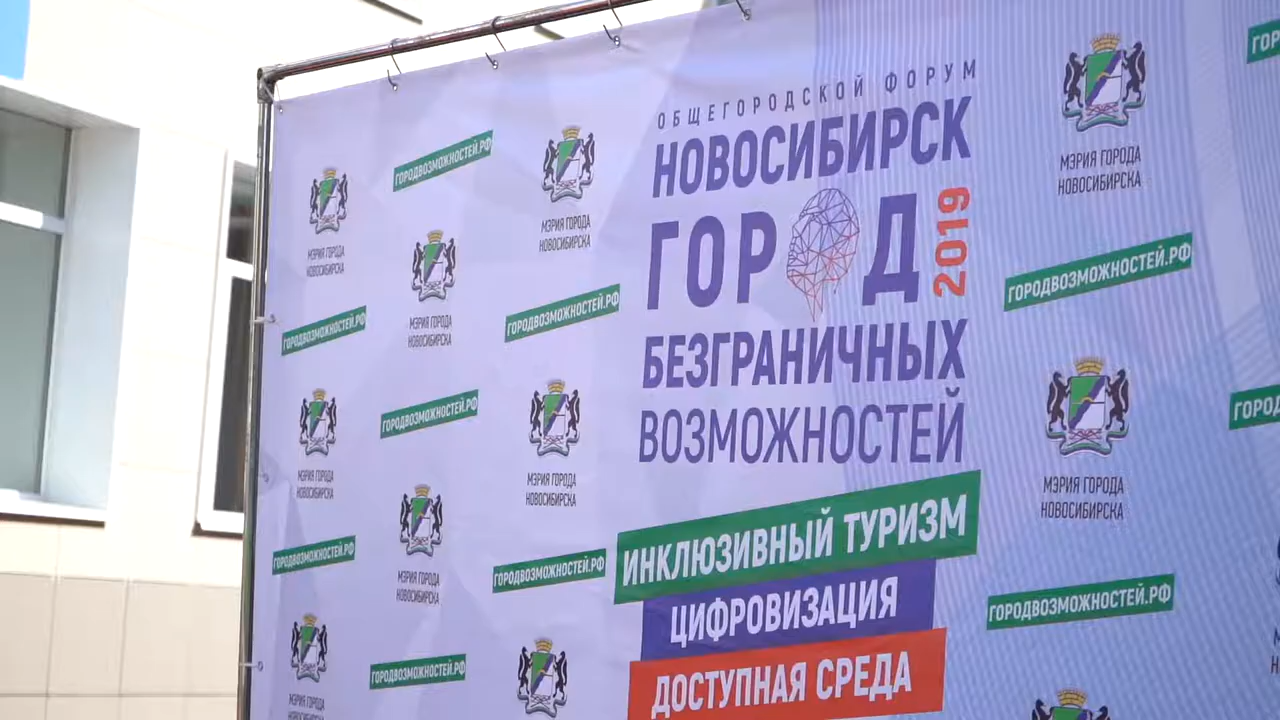 ОБЩЕГОРОДСКОЙ ФОРУМ
НОВОСИБИРСК
ГОРОД
2019
БЕЗГРАНИЧНЫХ
ВОЗМОЖНОСТЕЙ
ИНКЛЮЗИВНЫЙ ТУРИЗМ
ЦИФРОВИЗАЦИЯ
ДОСТУПНАЯ СРЕДА
МЭРИЯ ГОРОДА
НОВОСИБИРСКА
ГОРОДВОЗМОЖНОСТЕЙ.РФ
МЭРИЯ ГОРОДА
НОВОСИБИРСКА
МЭРИЯ ГОРОДА
НОВОСИБИРСКА
ГОРОДВОЗМОЖНОСТЕЙ.РФ
ГОРОДВОЗМОЖНОСТЕЙ.РФ
МЭРИЯ ГОРОДА
НОВОСИБИРСКА
ГОРОДВОЗМОЖНОСТЕЙ.РФ
МЭРИЯ ГОРОДА
НОВОСИБИРСКА
МЭРИЯ ГОРОДА
НОВОСИБИРСКА
ГОРОДВОЗМОЖНОСТЕЙ.РФ
ГОРОДВОЗМОЖНОСТЕЙ.РФ
МЭРИЯ ГОРОДА
НОВОСИБИРСКА
ГОРОДВОЗМОЖНОСТЕЙ.РФ
МЭРИЯ ГОРОДА
НОВОСИБИРСКА
МЭРИЯ ГОРОДА
НОВОСИБИРСКА
ГОРОДВОЗМОЖНОСТЕЙ.РФ
МЭРИЯ ГОРОДА
НОВОСИБИРСКА
ГОРОДВОЗМОЖНОСТЕЙ.РФ